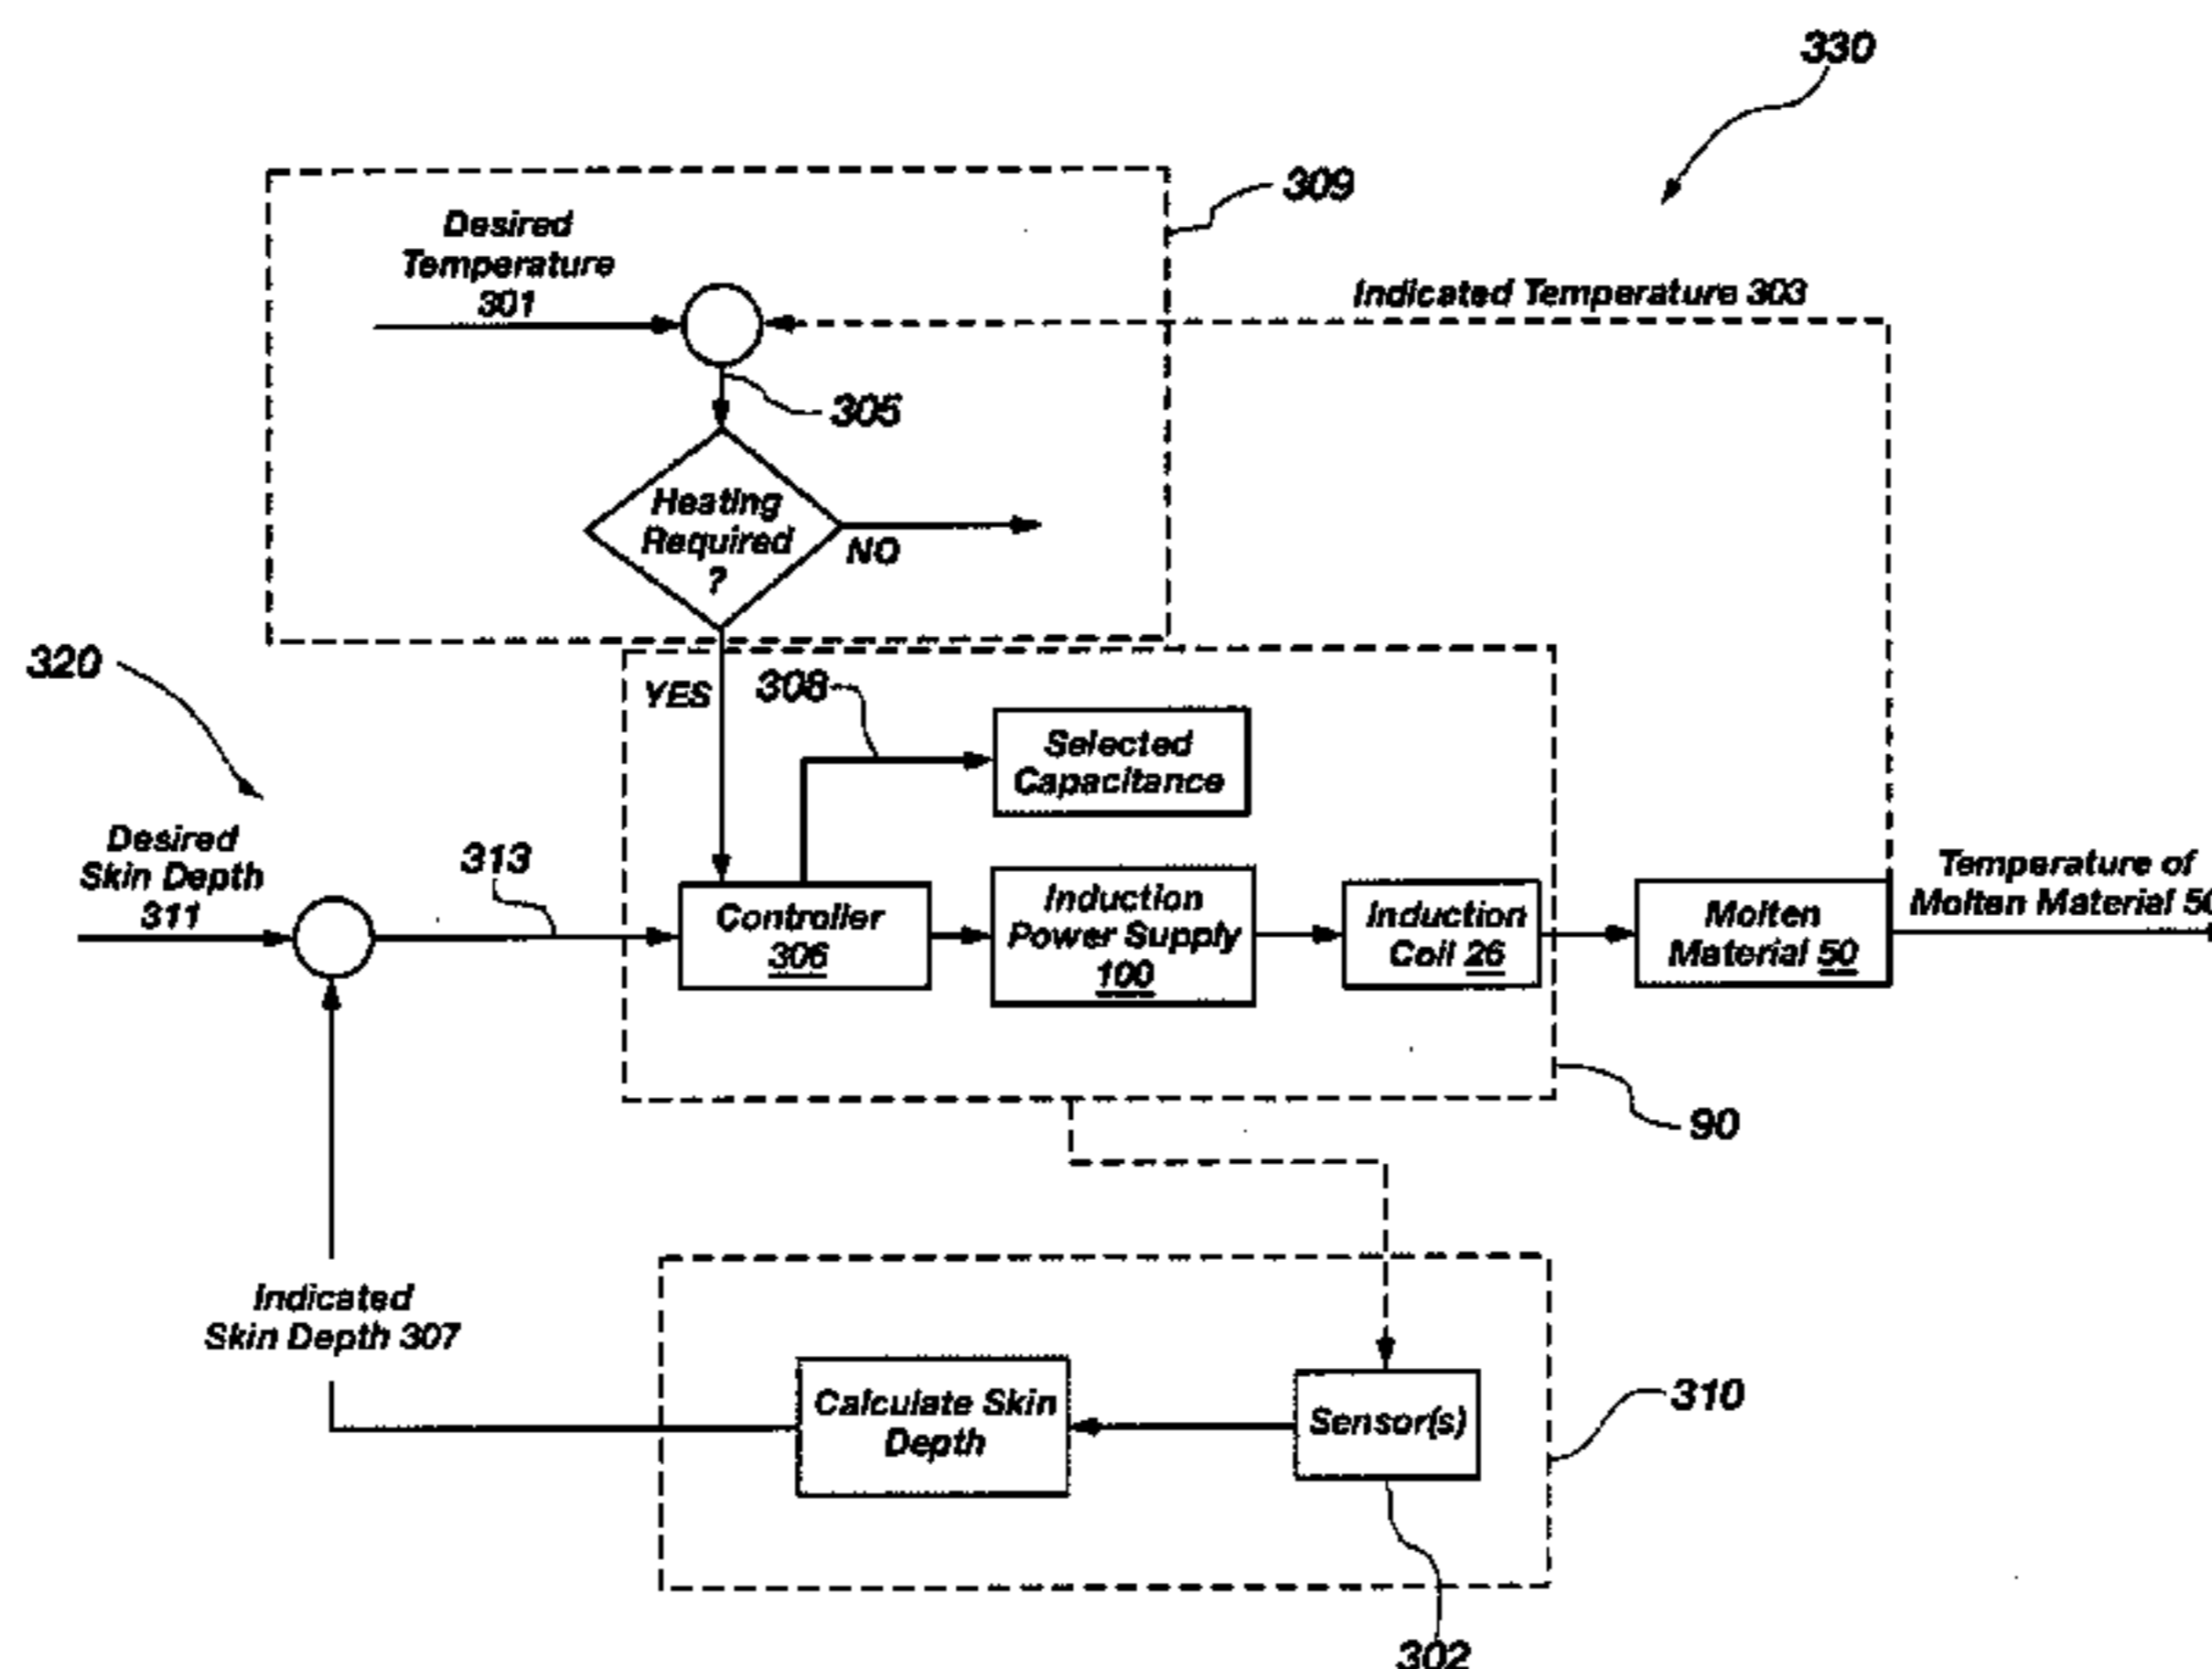 330
309
Desired
Temperature
301
Indicated Temperature 303
305
Heating
Required
?
NO
320
YES
308
Selected
Capacitance
Desired
Skin Depth
311
313
Controller
306
Induction
Power Supply
100
Induction
Coil 26
Molten
Material 50
Temperature of
Molten Material 50
90
Indicated
Skin Depth 307
Calculate Skin
Depth
Sensor(s)
310
302